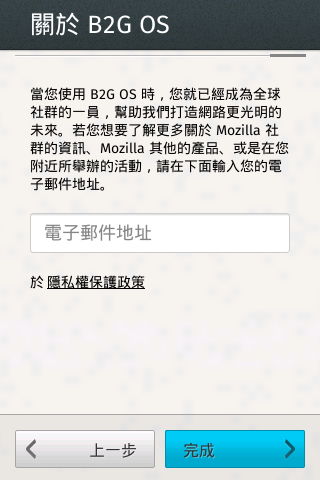 關於 B2G OS
當您使用 B2G OS 時，您就已經成為全球
社群的一員，幫助我們打造網路更光明的
未來。若您想要了解更多關於 Mozilla 社
群的資訊、Mozilla 其他的產品、或是在您
附近所舉辦的活動，請在下面輸入您的電
子郵件地址。
電子郵件地址
於 隱私權保護政策
上一步
完成